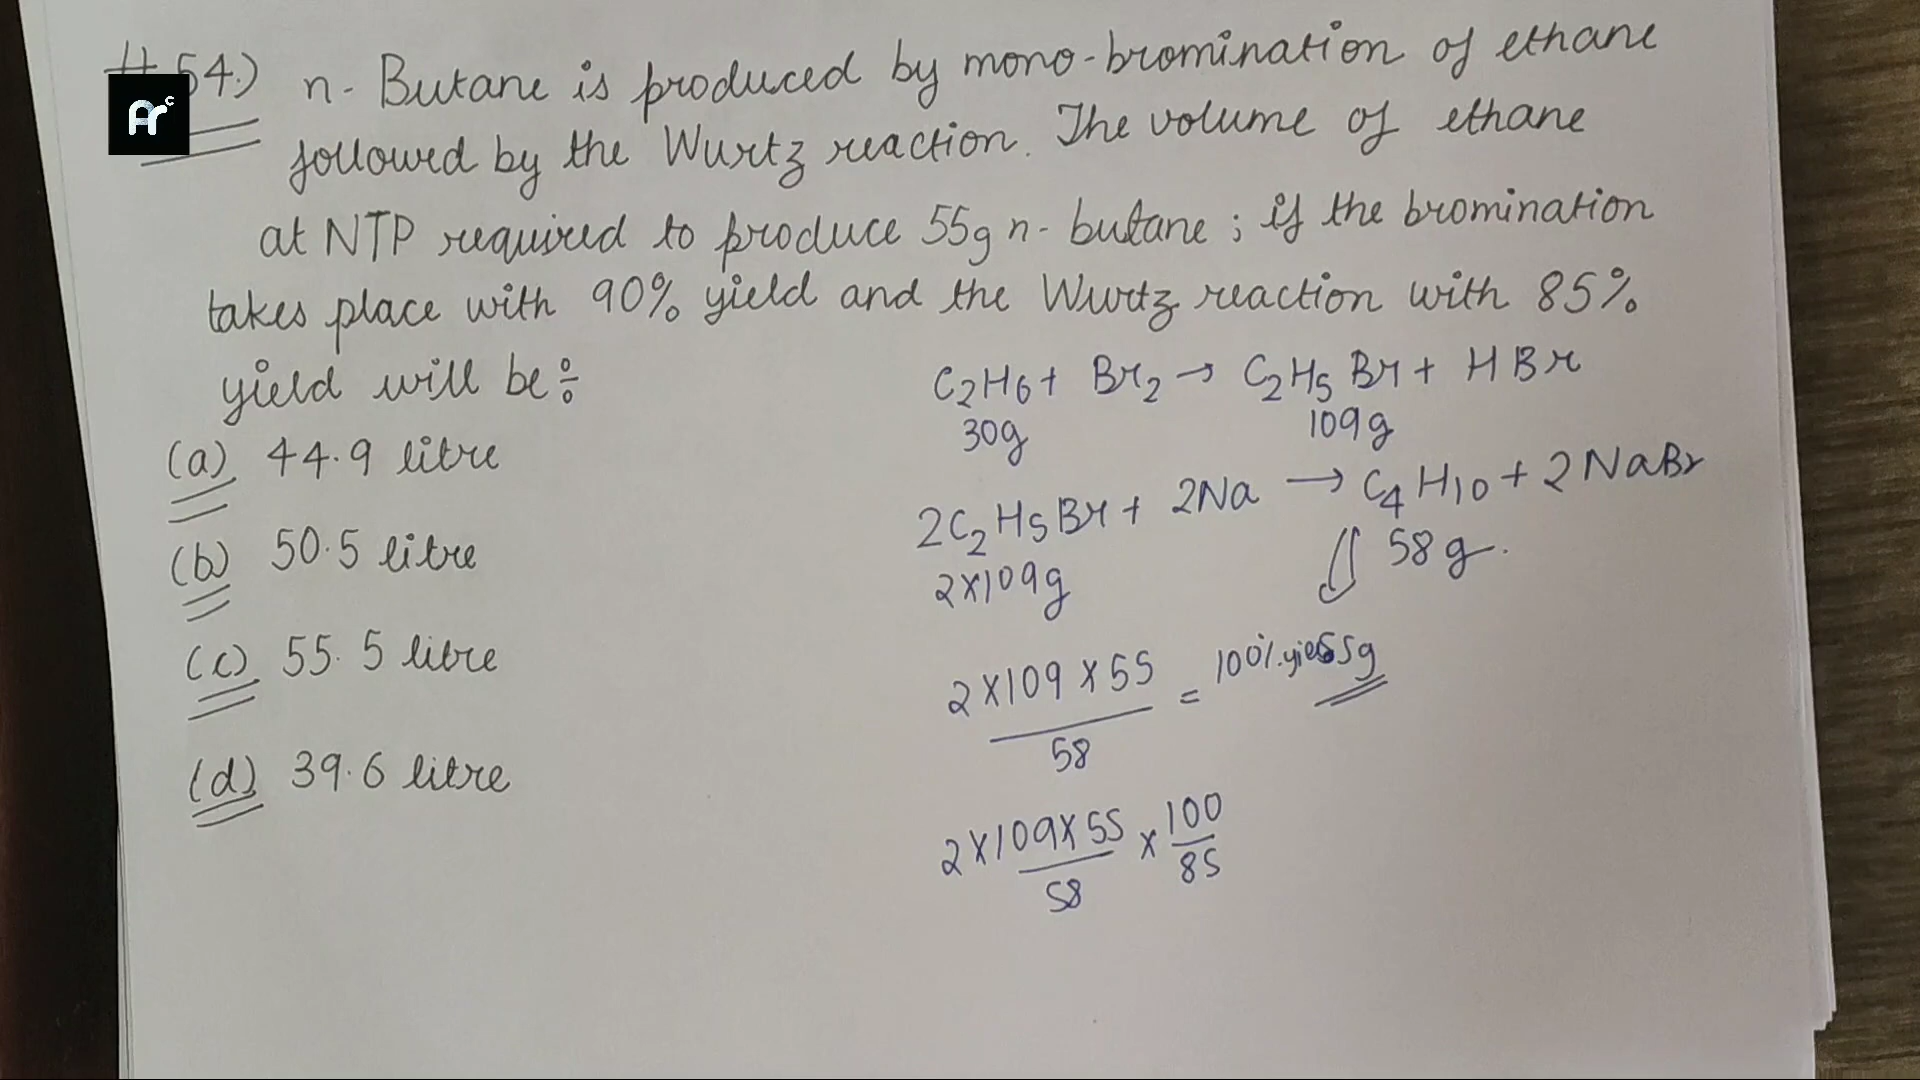 # 54.) n-Butane is produced by mono-bromination of ethane
Ar c
followed by the Wurtz reaction. The volume of ethane
at NTP required to produce 55g n-butane ; if the bromination
takes place with 90% yield and the Wurtz reaction with 85%
yield will be :
(a) 44.9 litre
(b) 50.5 litre
(c) 55.5 litre
(d) 39.6 litre
C2H6 + Br2 → C2H5Br + HBr
30g 109g
2C2H5Br + 2Na → C4H10 + 2NaBr
2×109g 58g.
2×109×55 / 58 = 100% 55g
2×109×55 / 58 × 100 / 85